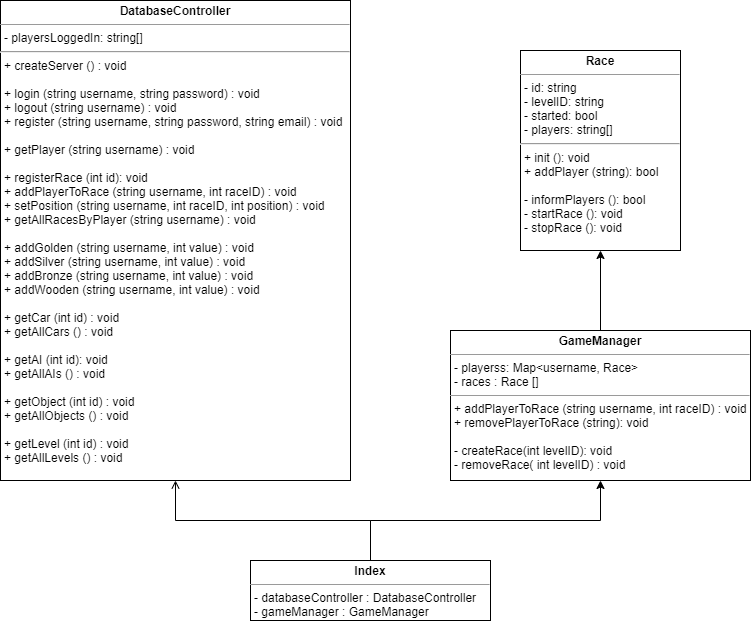 DatabaseController
- playersLoggedIn: string[]
+ createServer () : void
+ login (string username, string password) : void
+ logout (string username) : void
+ register (string username, string password, string email) : void
+ getPlayer (string username) : void
+ registerRace (int id): void
+ addPlayerToRace (string username, int raceID) : void
+ setPosition (string username, int raceID, int position) : void
+ getAllRacesByPlayer (string username) : void
+ addGolden (string username, int value) : void
+ addSilver (string username, int value) : void
+ addBronze (string username, int value) : void
+ addWooden (string username, int value) : void
+ getCar (int id) : void
+ getAllCars () : void
+ getAI (int id): void
+ getAllAIs () : void
+ getObject (int id) : void
+ getAllObjects () : void
+ getLevel (int id) : void
+ getAllLevels () : void
Race
- id: string
- levelID: string
- started: bool
- players: string[]
+ init (): void
+ addPlayer (string): bool
- informPlayers (): bool
- startRace (): void
- stopRace (): void
GameManager
- playerss: Map<username, Race>
- races : Race []
+ addPlayerToRace (string username, int raceID) : void
+ removePlayerToRace (string): void
- createRace(int levelID): void
- removeRace( int levelID) : void
Index
- databaseController : DatabaseController
- gameManager : GameManager